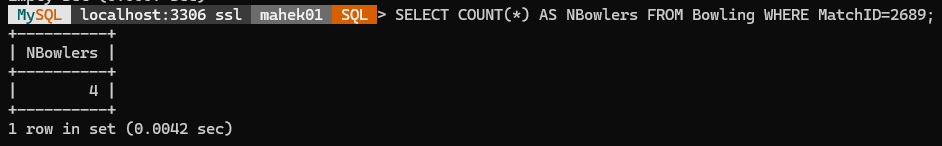 MySQL localhost:3306 ssl mahek01 SQL > SELECT COUNT(*) AS NBowlers FROM Bowling WHERE MatchID=2689;
+----------+
| NBowlers |
+----------+
|        4 |
+----------+
1 row in set (0.0042 sec)